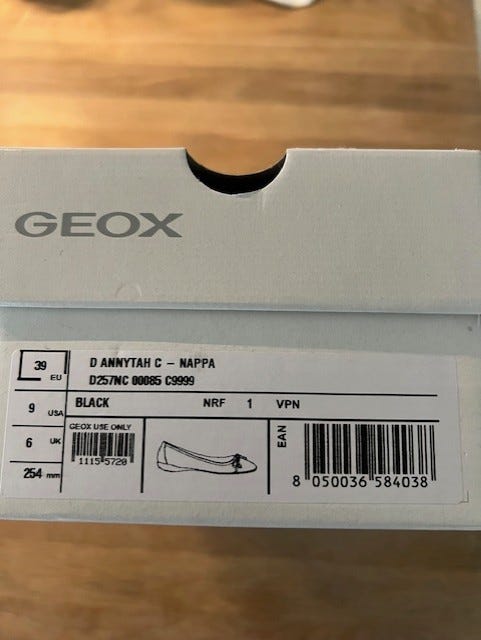 GEOX
39 EU
D ANNYTAH C – NAPPA
D257NC 00085 C9999
9 USA
BLACK NRF 1 VPN
6 UK
GEOX USE ONLY
1115 5720
EAN
254 mm
8 050036 584038